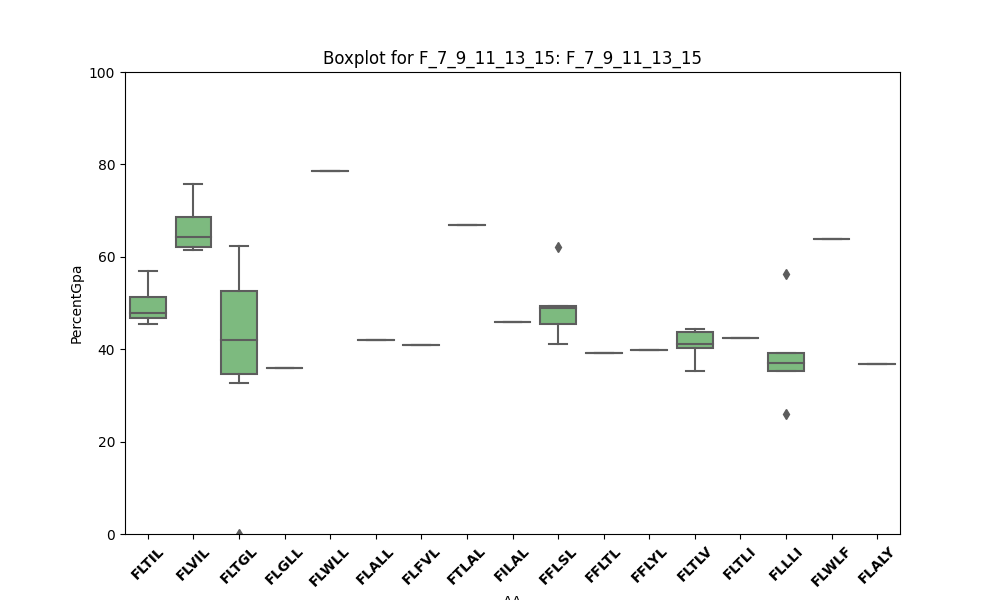 Boxplot for F_7_9_11_13_15: F_7_9_11_13_15
PercentGpa
100
80
60
40
20
0
FLTIL
FLVIL
FLTGL
FLGLL
FLWLL
FLALL
FLFVL
FTLAL
FILAL
FFLSL
FFLTL
FFLYL
FLTLV
FLTLI
FLLLI
FLWLF
FLALY